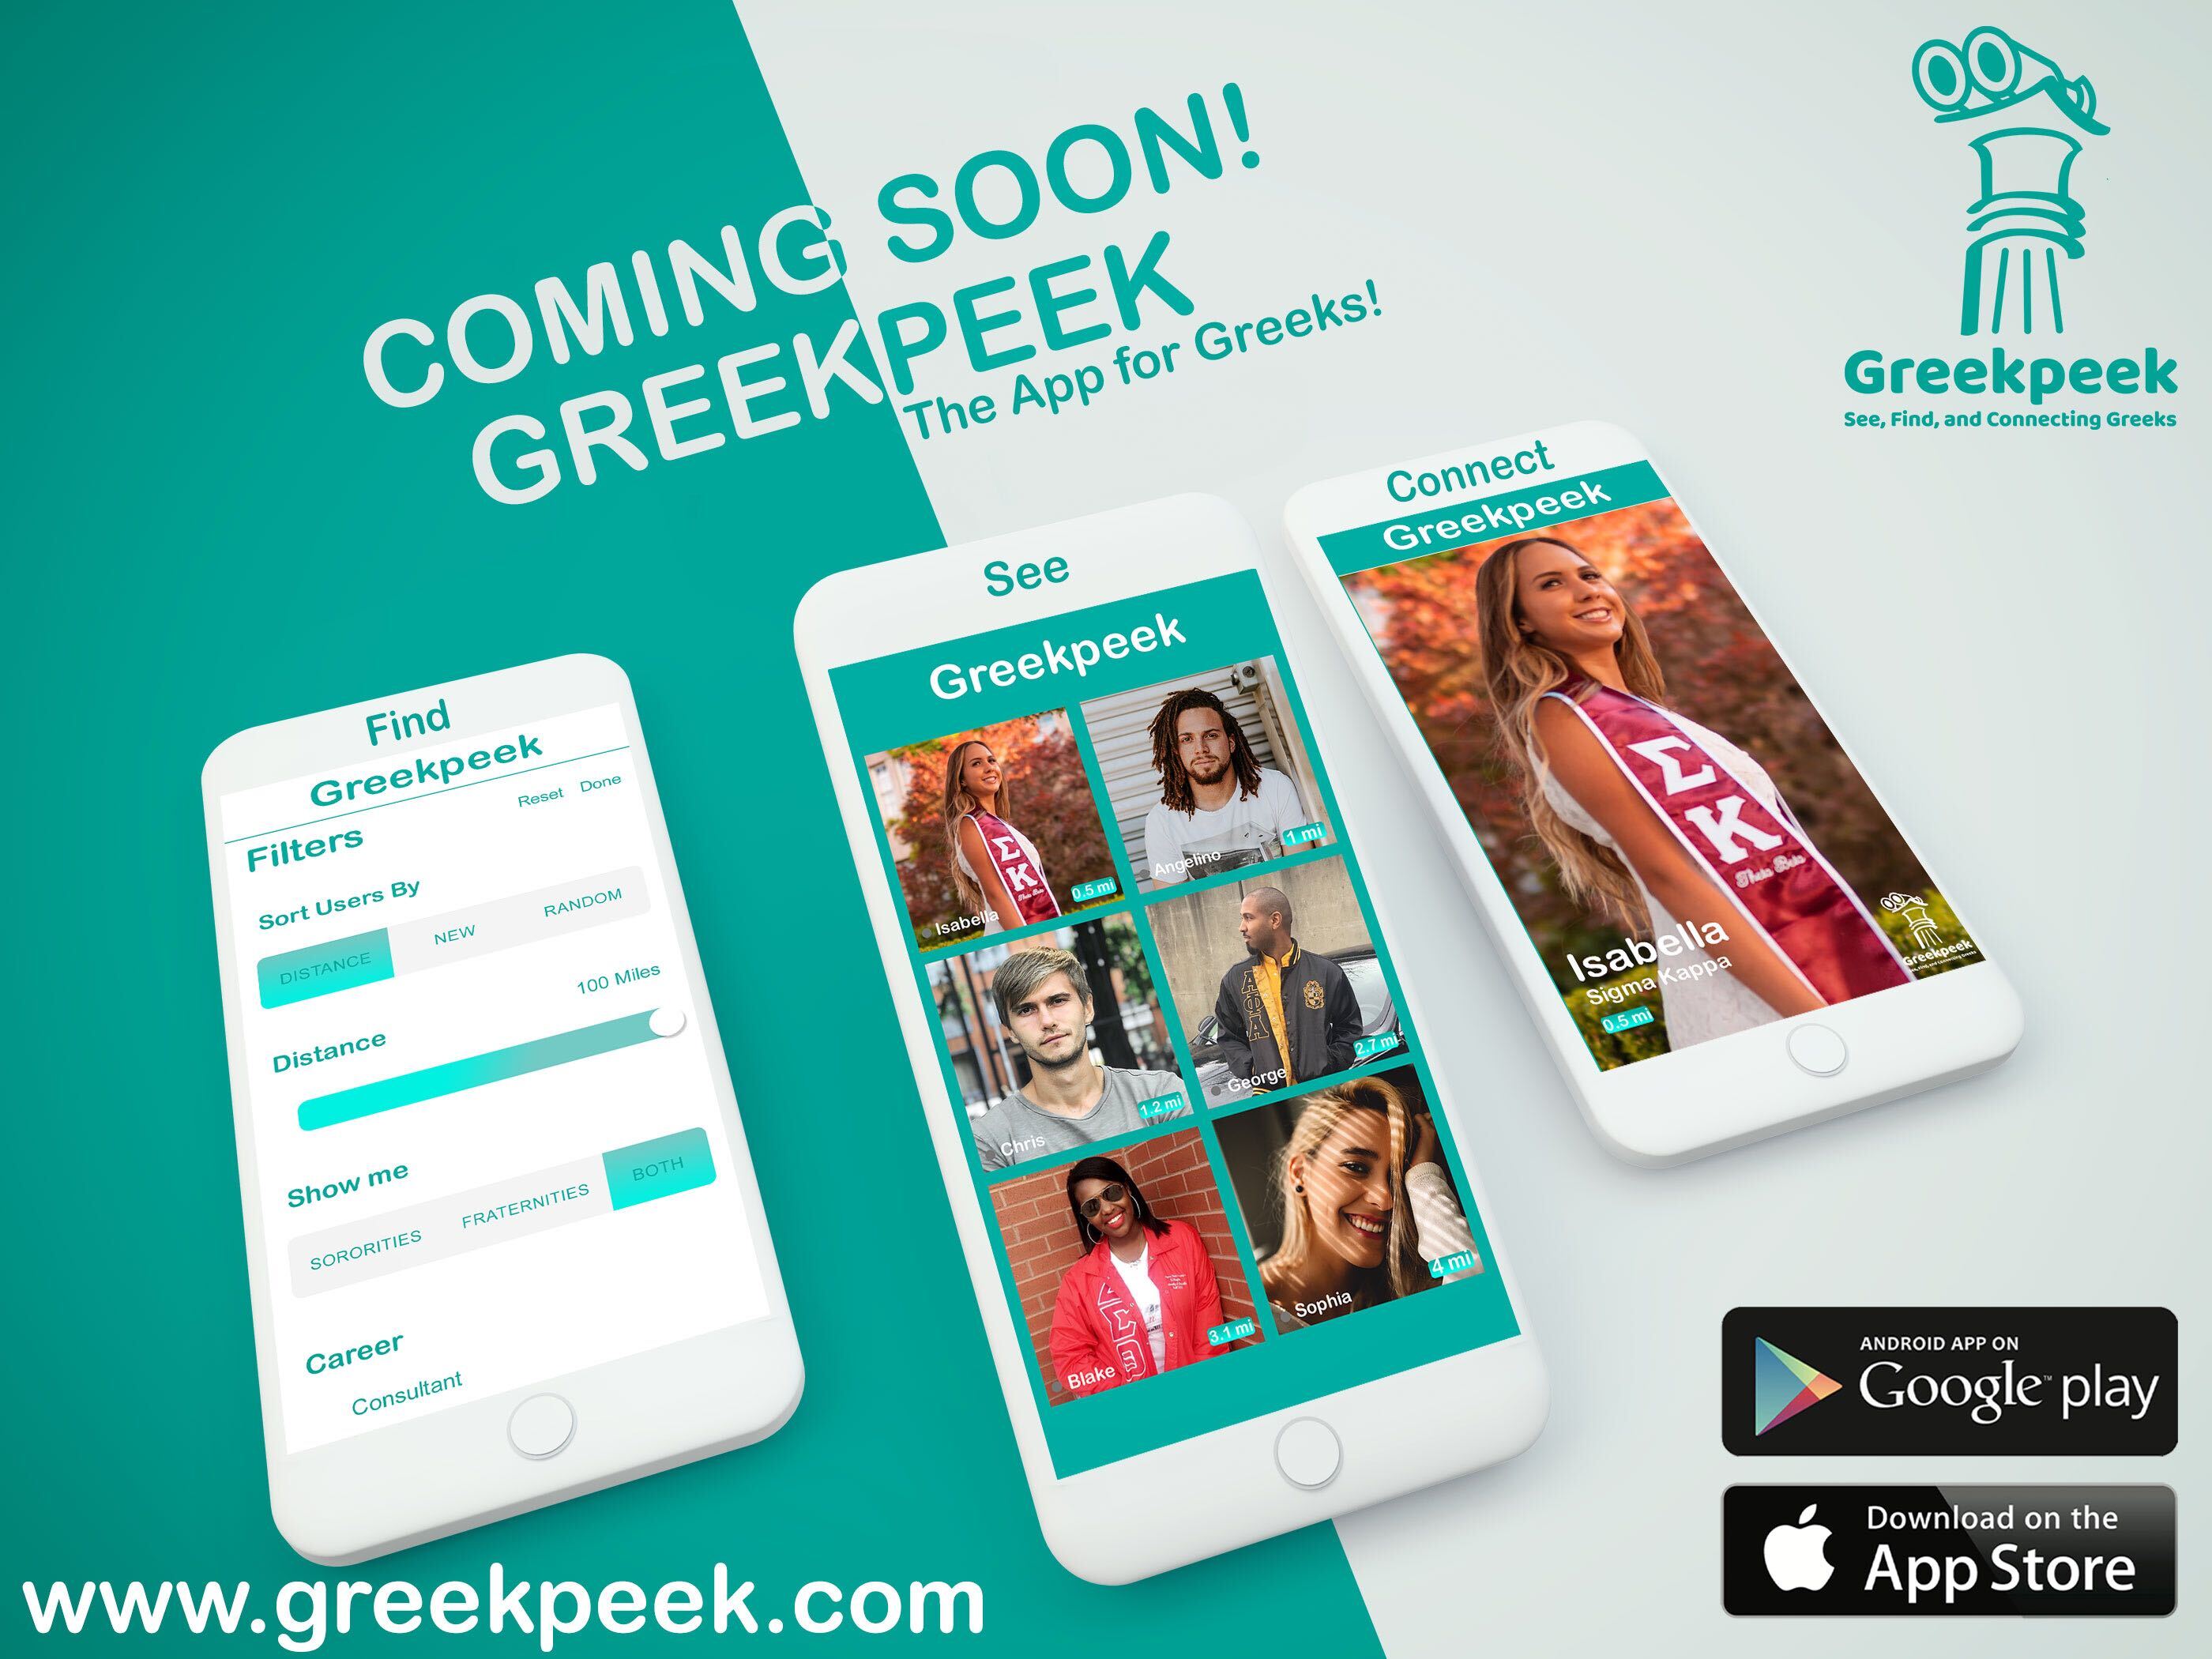 COMING SOON!
GREEKPEEK
The App for Greeks!
Greekpeek
See, Find, and Connecting Greeks
Find
Greekpeek
Reset Done
Filters
Sort Users By
DISTANCE NEW RANDOM
100 Miles
Distance
Show me
SORORITIES FRATERNITIES BOTH
Career
Consultant
See
Greekpeek
ΣΚ
Isabella
0.5 mi
Angelino
1 mi
Chris
1.2 mi
ΑΦΑ
George
2.7 mi
ΔΣΘ
Blake
3.1 mi
Sophia
4 mi
Connect
Greekpeek
Σ
Κ
Theta Beta
Isabella
Sigma Kappa
0.5 mi
Greekpeek
www.greekpeek.com
ANDROID APP ON
Google play
Download on the
App Store